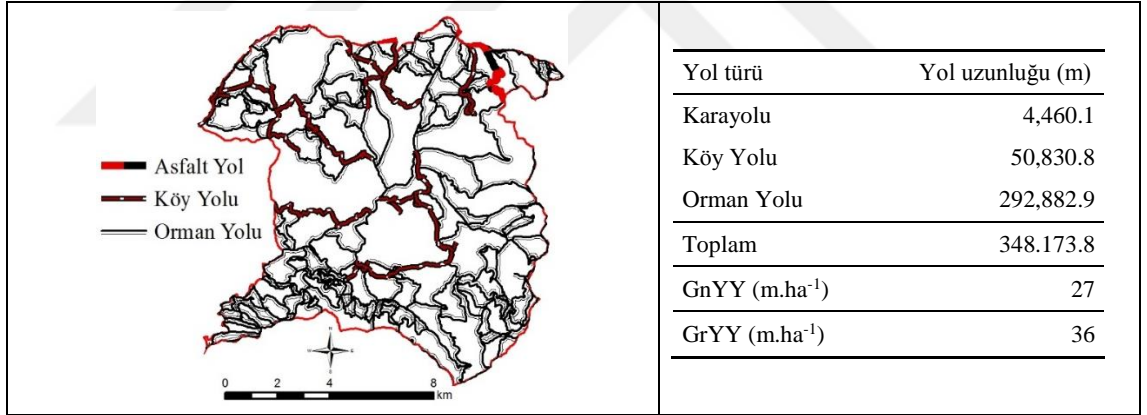 Asfalt Yol
Köy Yolu
Orman Yolu
0 2 4 8
km
Yol türü Yol uzunluğu (m)
Karayolu 4,460.1
Köy Yolu 50,830.8
Orman Yolu 292,882.9
Toplam 348.173.8
GnYY (m.ha-1) 27
GrYY (m.ha-1) 36